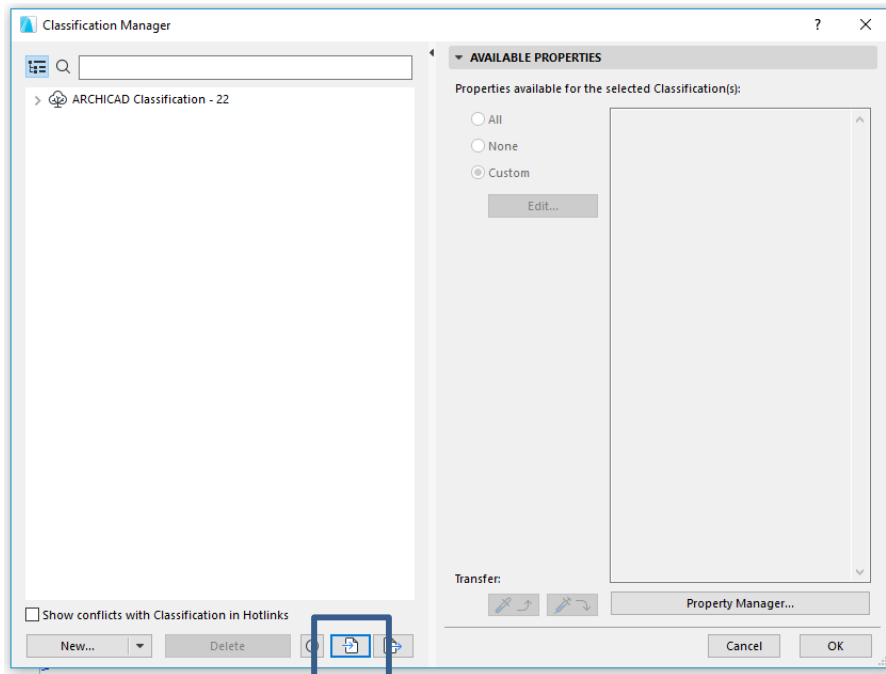 Classification Manager
?
AVAILABLE PROPERTIES
Properties available for the selected Classification(s):
ARCHICAD Classification - 22
All
None
Custom
Edit...
Transfer:
Show conflicts with Classification in Hotlinks
Property Manager...
New...
Delete
Cancel
OK